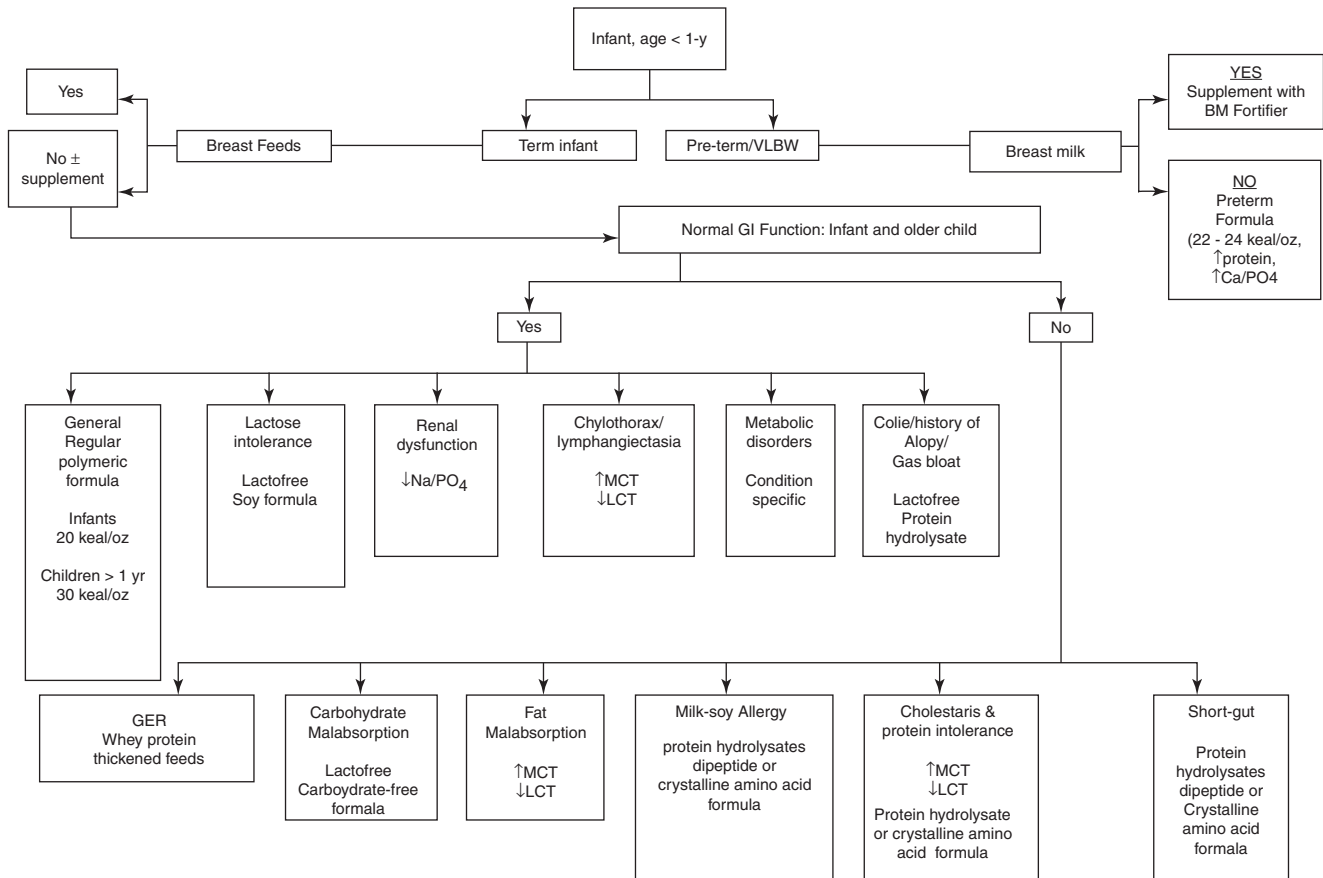 Infant, age < 1-y
Yes
No ±
supplement
Breast Feeds
Term infant
Pre-term/VLBW
Breast milk
YES
Supplement with
BM Fortifier
NO
Preterm
Formula
(22 - 24 keal/oz,
↑protein,
↑Ca/PO4
Normal GI Function: Infant and older child
Yes
No
General
Regular
polymeric
formula
Infants
20 keal/oz
Children > 1 yr
30 keal/oz
Lactose
intolerance
Lactofree
Soy formula
Renal
dysfunction
↓Na/PO4
Chylothorax/
lymphangiectasia
↑MCT
↓LCT
Metabolic
disorders
Condition
specific
Colie/history of
Alopy/
Gas bloat
Lactofree
Protein
hydrolysate
GER
Whey protein
thickened feeds
Carbohydrate
Malabsorption
Lactofree
Carboydrate-free
formala
Fat
Malabsorption
↑MCT
↓LCT
Milk-soy Allergy
protein hydrolysates
dipeptide or
crystalline amino acid
formula
Cholestaris &
protein intolerance
↑MCT
↓LCT
Protein hydrolysate
or crystalline amino
acid formula
Short-gut
Protein
hydrolysates
dipeptide or
Crystalline
amino acid
formala